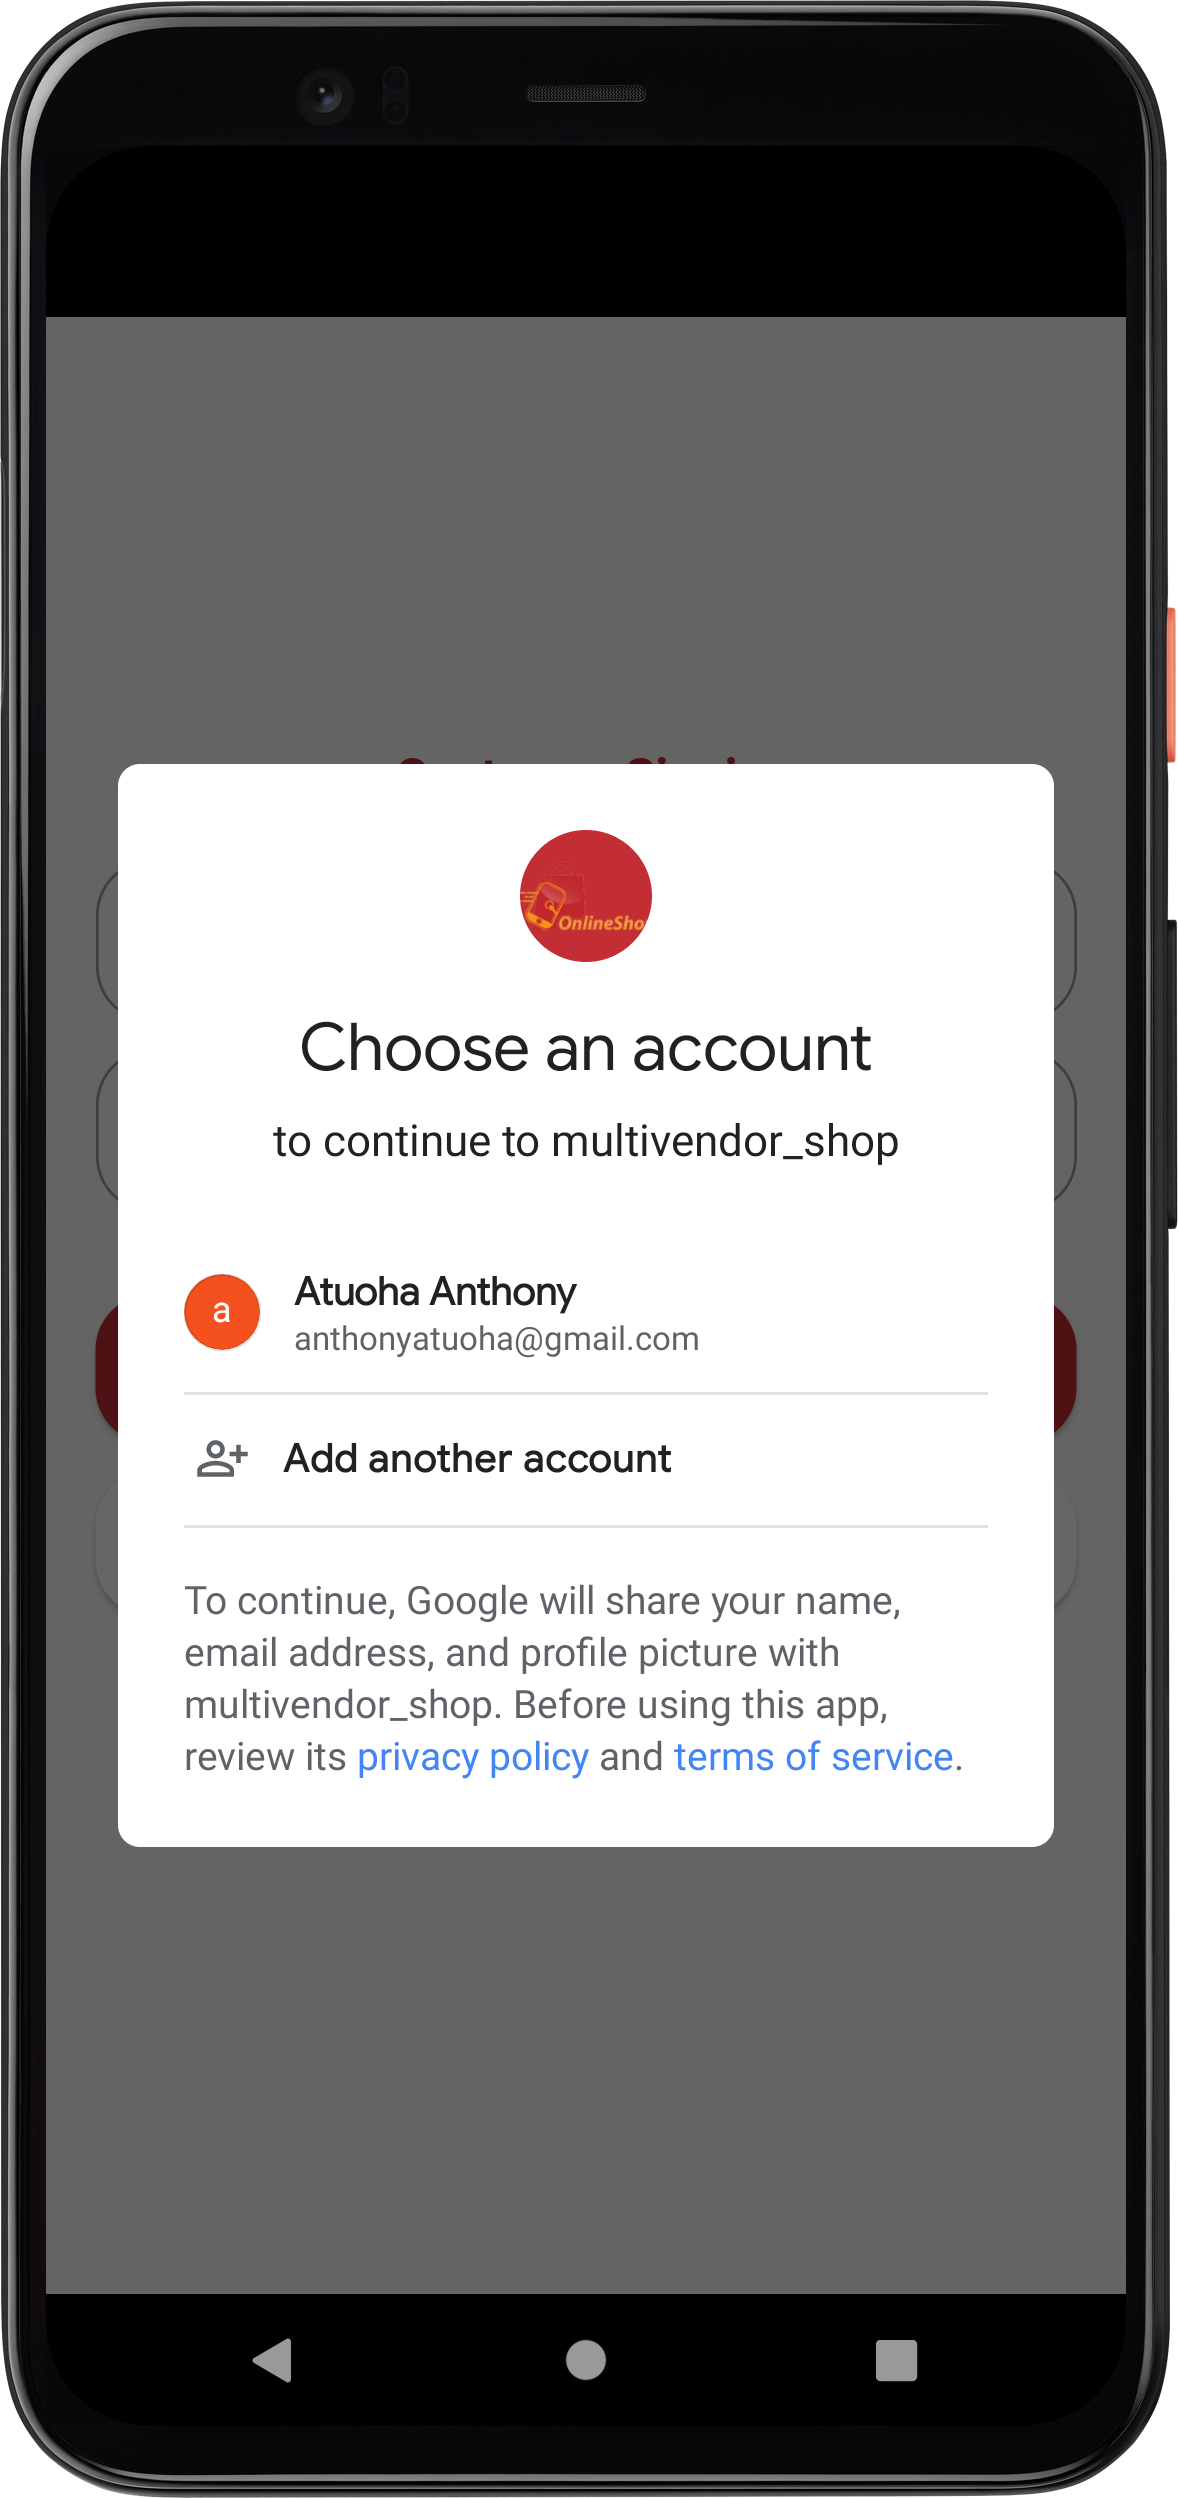 OnlineSho
Choose an account
to continue to multivendor_shop
a
Atuoha Anthony
anthonyatuoha@gmail.com
Add another account
To continue, Google will share your name,
email address, and profile picture with
multivendor_shop. Before using this app,
review its privacy policy and terms of service.